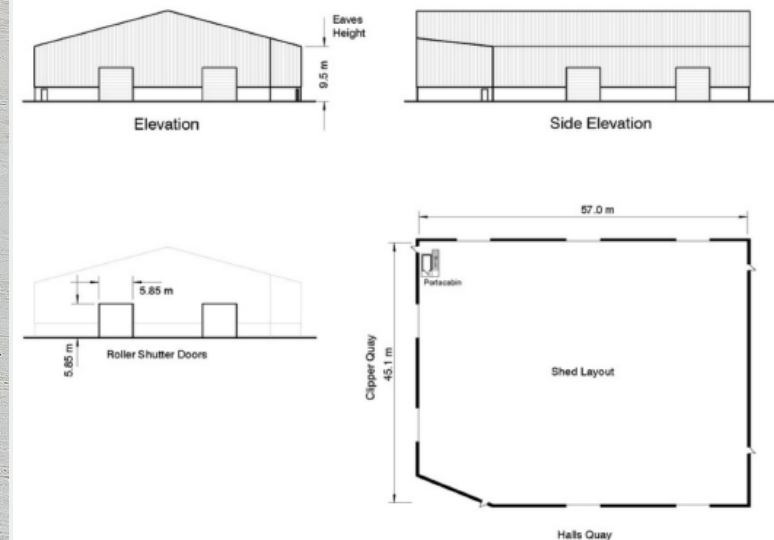 Eaves
Height
9.5 m
Elevation
Side Elevation
5.85 m
5.85 m
Roller Shutter Doors
57.0 m
Portacabin
Clipper Quay
45.1 m
Shed Layout
Halls Quay